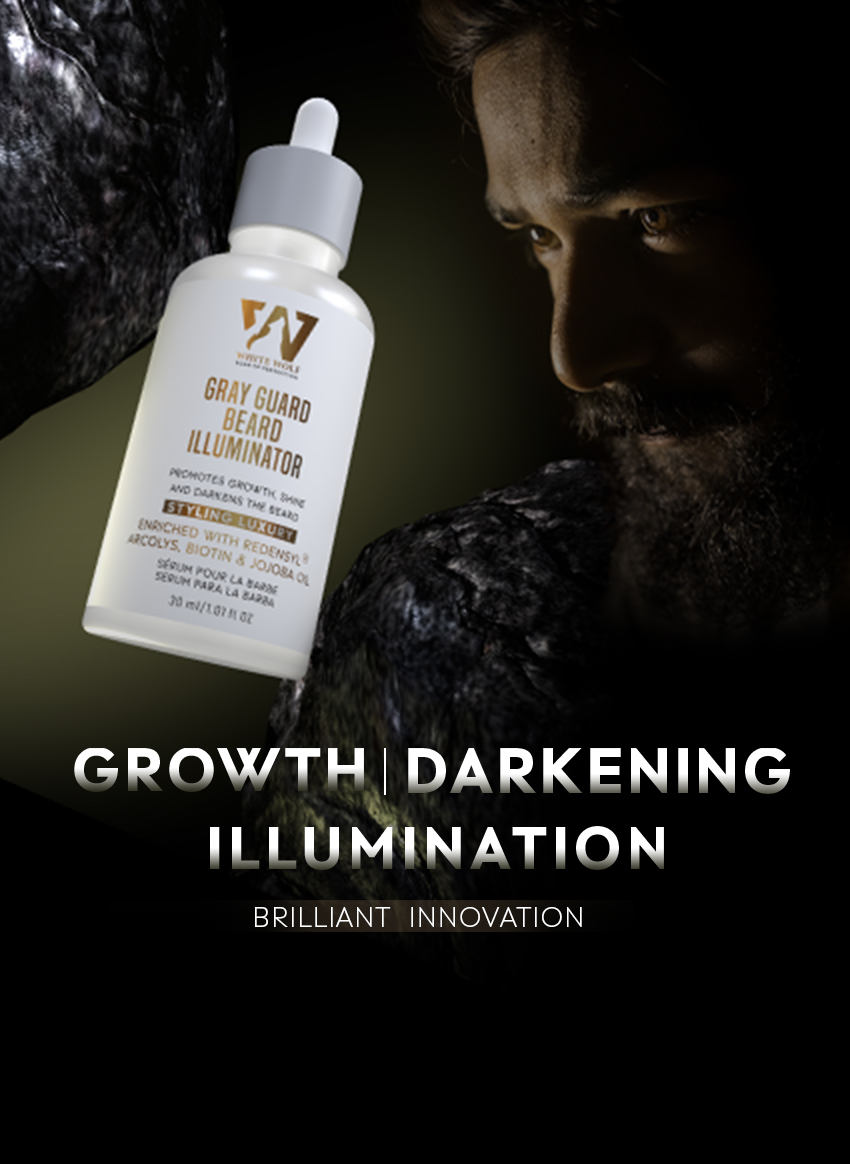 WHITE WOLF
GRAY GUARD
BEARD
ILLUMINATOR
PROMOTES GROWTH, SHINE
AND DARKENS THE BEARD
STYLING LUXURY
ENRICHED WITH REDENSYL®
ARCOLYS, BIOTIN & JOJOBA OIL
SÉRUM POUR LA BARBE
SERUM PARA LA BARBA
30 ml/1.01 fl oz
GROWTH | DARKENING
ILLUMINATION
BRILLIANT INNOVATION